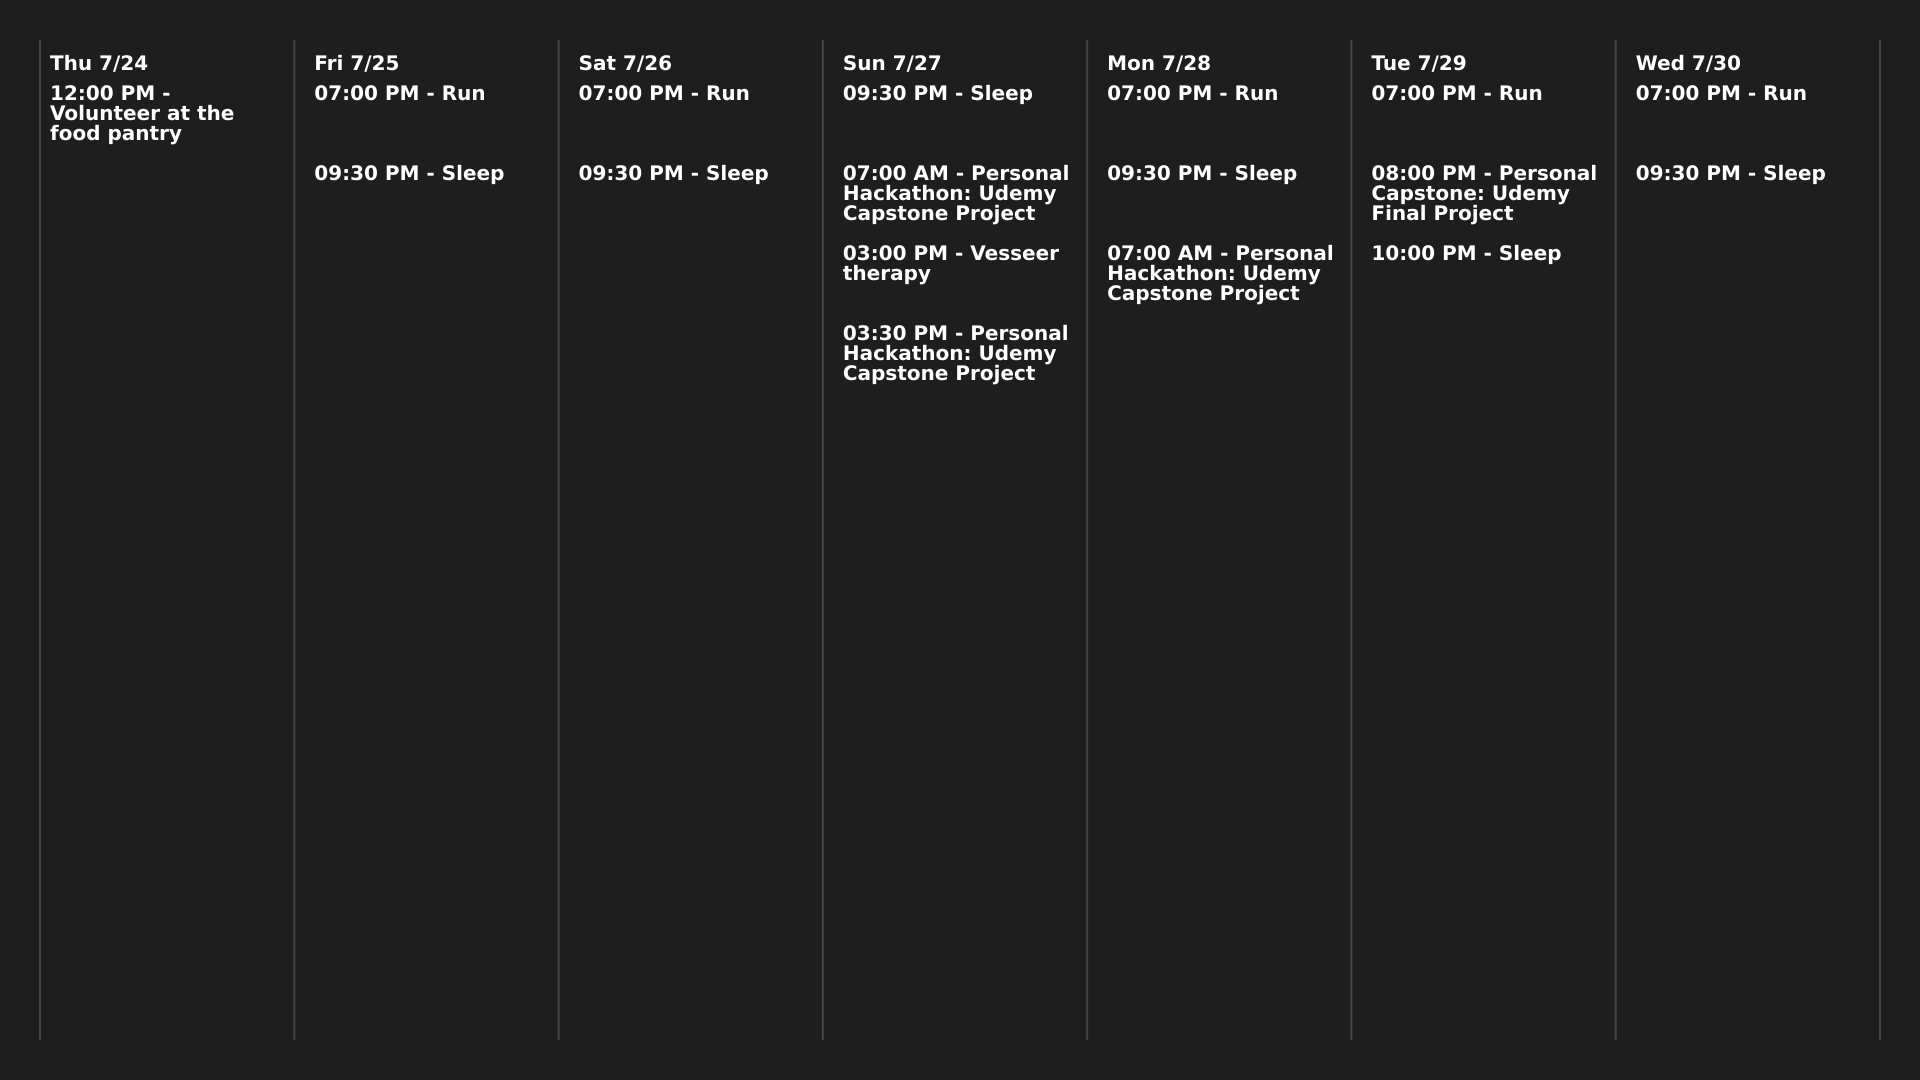 Thu 7/24
12:00 PM -
Volunteer at the
food pantry
Fri 7/25
07:00 PM - Run
09:30 PM - Sleep
Sat 7/26
07:00 PM - Run
09:30 PM - Sleep
Sun 7/27
09:30 PM - Sleep
07:00 AM - Personal
Hackathon: Udemy
Capstone Project
03:00 PM - Vesseer
therapy
03:30 PM - Personal
Hackathon: Udemy
Capstone Project
Mon 7/28
07:00 PM - Run
09:30 PM - Sleep
07:00 AM - Personal
Hackathon: Udemy
Capstone Project
Tue 7/29
07:00 PM - Run
08:00 PM - Personal
Capstone: Udemy
Final Project
10:00 PM - Sleep
Wed 7/30
07:00 PM - Run
09:30 PM - Sleep